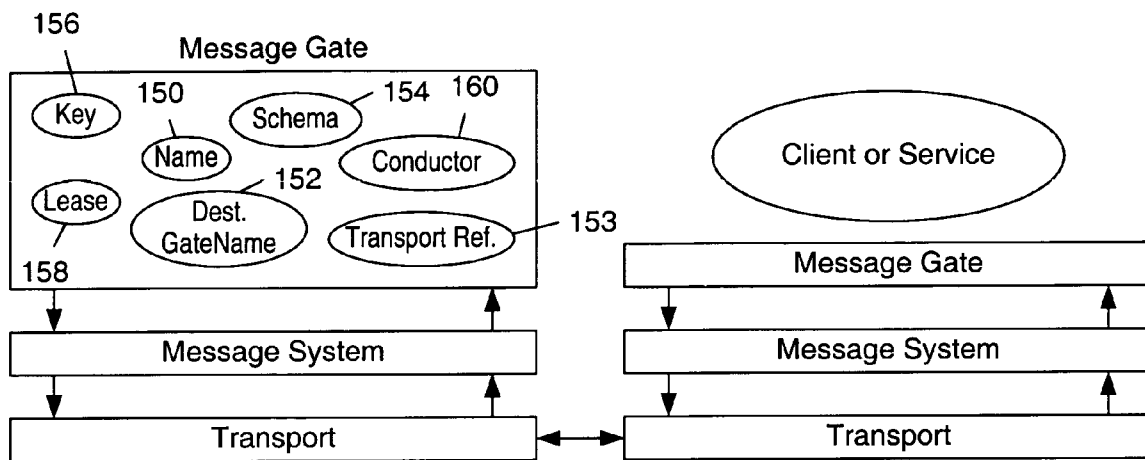 156
Message Gate
Key
150
Schema
154
160
Name
Conductor
Client or Service
Lease
152
Dest.
GateName
Transport Ref.
153
158
Message Gate
Message System
Message System
Transport
Transport